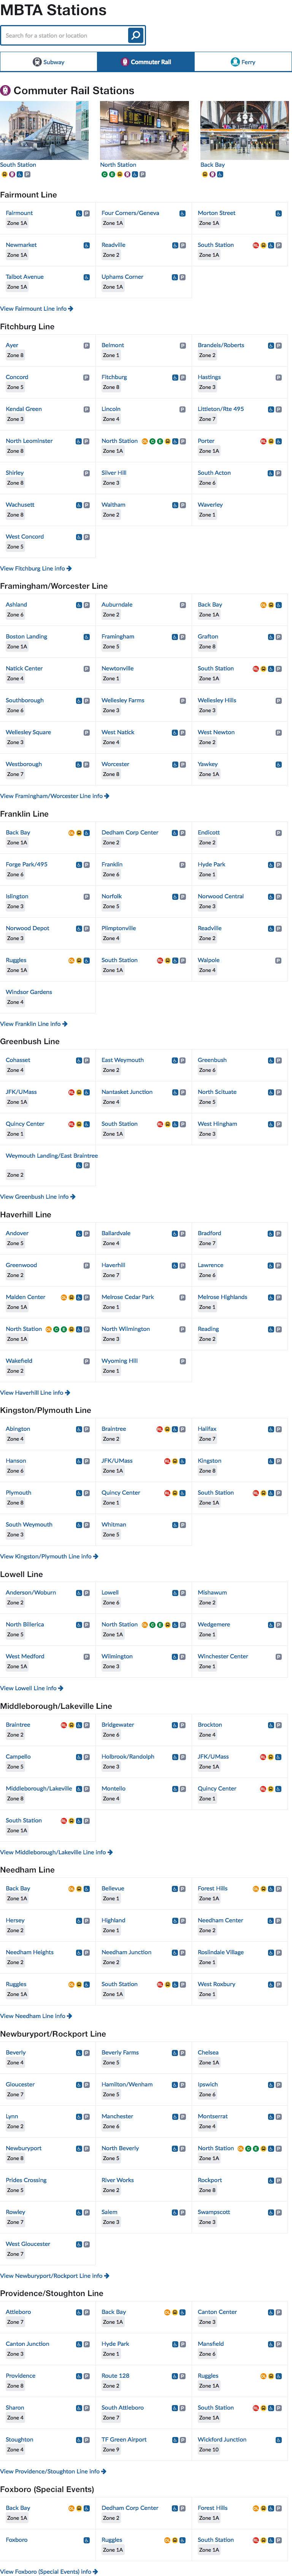 MBTA Stations
Search for a station or location
Subway
Commuter Rail
Ferry
Commuter Rail Stations
South Station
North Station
Back Bay
Fairmount Line
Fairmount
Zone 1A
Four Corners/Geneva
Zone 1A
Morton Street
Zone 1A
Newmarket
Zone 1A
Readville
Zone 2
South Station
Zone 1A
Talbot Avenue
Zone 1A
Uphams Corner
Zone 1A
View Fairmount Line info
Fitchburg Line
Ayer
Zone 8
Belmont
Zone 1
Brandeis/Roberts
Zone 2
Concord
Zone 5
Fitchburg
Zone 8
Hastings
Zone 3
Kendal Green
Zone 3
Lincoln
Zone 4
Littleton/Rte 495
Zone 7
North Leominster
Zone 8
North Station
Zone 1A
Porter
Zone 1A
Shirley
Zone 8
Silver Hill
Zone 3
South Acton
Zone 6
Wachusett
Zone 8
Waltham
Zone 2
Waverley
Zone 1
West Concord
Zone 5
View Fitchburg Line info
Framingham/Worcester Line
Ashland
Zone 6
Auburndale
Zone 2
Back Bay
Zone 1A
Boston Landing
Zone 1A
Framingham
Zone 5
Grafton
Zone 8
Natick Center
Zone 4
Newtonville
Zone 1
South Station
Zone 1A
Southborough
Zone 6
Wellesley Farms
Zone 3
Wellesley Hills
Zone 3
Wellesley Square
Zone 3
West Natick
Zone 4
West Newton
Zone 2
Westborough
Zone 7
Worcester
Zone 8
Yawkey
Zone 1A
View Framingham/Worcester Line info
Franklin Line
Back Bay
Zone 1A
Dedham Corp Center
Zone 2
Endicott
Zone 2
Forge Park/495
Zone 6
Franklin
Zone 6
Hyde Park
Zone 1
Islington
Zone 3
Norfolk
Zone 5
Norwood Central
Zone 3
Norwood Depot
Zone 3
Plimptonville
Zone 4
Readville
Zone 2
Ruggles
Zone 1A
South Station
Zone 1A
Walpole
Zone 4
Windsor Gardens
Zone 4
View Franklin Line info
Greenbush Line
Cohasset
Zone 4
East Weymouth
Zone 2
Greenbush
Zone 6
JFK/UMass
Zone 1A
Nantasket Junction
Zone 4
North Scituate
Zone 5
Quincy Center
Zone 1
South Station
Zone 1A
West Hingham
Zone 3
Weymouth Landing/East Braintree
Zone 2
View Greenbush Line info
Haverhill Line
Andover
Zone 5
Ballardvale
Zone 4
Bradford
Zone 7
Greenwood
Zone 2
Haverhill
Zone 7
Lawrence
Zone 6
Malden Center
Zone 1A
Melrose Cedar Park
Zone 1
Melrose Highlands
Zone 1
North Station
Zone 1A
North Wilmington
Zone 3
Reading
Zone 2
Wakefield
Zone 2
Wyoming Hill
Zone 1
View Haverhill Line info
Kingston/Plymouth Line
Abington
Zone 4
Braintree
Zone 2
Halifax
Zone 7
Hanson
Zone 6
JFK/UMass
Zone 1A
Kingston
Zone 8
Plymouth
Zone 8
Quincy Center
Zone 1
South Station
Zone 1A
South Weymouth
Zone 3
Whitman
Zone 5
View Kingston/Plymouth Line info
Lowell Line
Anderson/Woburn
Zone 2
Lowell
Zone 6
Mishawum
Zone 2
North Billerica
Zone 5
North Station
Zone 1A
Wedgemere
Zone 1
West Medford
Zone 1A
Wilmington
Zone 3
Winchester Center
Zone 1
View Lowell Line info
Middleborough/Lakeville Line
Braintree
Zone 2
Bridgewater
Zone 6
Brockton
Zone 4
Campello
Zone 5
Holbrook/Randolph
Zone 3
JFK/UMass
Zone 1A
Middleborough/Lakeville
Zone 8
Montello
Zone 4
Quincy Center
Zone 1
South Station
Zone 1A
View Middleborough/Lakeville Line info
Needham Line
Back Bay
Zone 1A
Bellevue
Zone 1
Forest Hills
Zone 1A
Hersey
Zone 2
Highland
Zone 1
Needham Center
Zone 2
Needham Heights
Zone 2
Needham Junction
Zone 2
Roslindale Village
Zone 1
Ruggles
Zone 1A
South Station
Zone 1A
West Roxbury
Zone 1
View Needham Line info
Newburyport/Rockport Line
Beverly
Zone 4
Beverly Farms
Zone 5
Chelsea
Zone 1A
Gloucester
Zone 7
Hamilton/Wenham
Zone 5
Ipswich
Zone 6
Lynn
Zone 2
Manchester
Zone 6
Montserrat
Zone 4
Newburyport
Zone 8
North Beverly
Zone 5
North Station
Zone 1A
Prides Crossing
Zone 5
River Works
Zone 2
Rockport
Zone 8
Rowley
Zone 7
Salem
Zone 3
Swampscott
Zone 3
West Gloucester
Zone 7
View Newburyport/Rockport Line info
Providence/Stoughton Line
Attleboro
Zone 7
Back Bay
Zone 1A
Canton Center
Zone 3
Canton Junction
Zone 3
Hyde Park
Zone 1
Mansfield
Zone 6
Providence
Zone 8
Route 128
Zone 2
Ruggles
Zone 1A
Sharon
Zone 4
South Attleboro
Zone 7
South Station
Zone 1A
Stoughton
Zone 4
TF Green Airport
Zone 9
Wickford Junction
Zone 10
View Providence/Stoughton Line info
Foxboro (Special Events)
Back Bay
Zone 1A
Dedham Corp Center
Zone 2
Forest Hills
Zone 1A
Foxboro
Ruggles
Zone 1A
South Station
Zone 1A
View Foxboro (Special Events) info